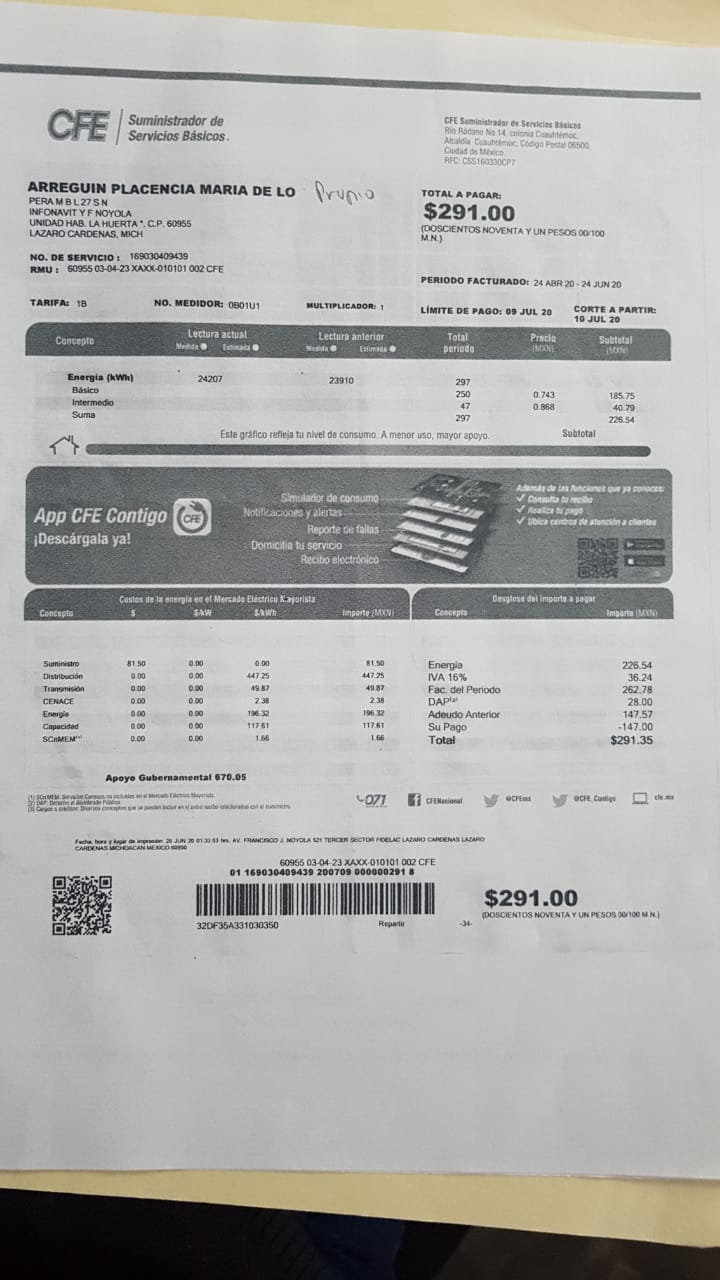 CFE Suministrador de
Servicios Básicos.
CFE Suministrador de Servicios Básicos
Río Ródano No.14, colonia Cuauhtémoc,
Alcaldía Cuauhtémoc, Código Postal 06500,
Ciudad de México.
RFC: CSS160330CP7
ARREGUIN PLACENCIA MARIA DE LO Propio
PERA M B L 27 S N
INFONAVIT Y F NOYOLA
UNIDAD HAB. LA HUERTA *. C.P. 60955
LAZARO CARDENAS, MICH
TOTAL A PAGAR:
$291.00
(DOSCIENTOS NOVENTA Y UN PESOS 00/100
M.N.)
NO. DE SERVICIO : 169030409439
RMU : 60955 03-04-23 XAXX-010101 002 CFE
PERIODO FACTURADO: 24 ABR 20 - 24 JUN 20
TARIFA: 1B NO. MEDIDOR: 0B01U1 MULTIPLICADOR: 1 LÍMITE DE PAGO: 09 JUL 20 CORTE A PARTIR:
10 JUL 20
Concepto Lectura actual Lectura anterior Total periodo Precio (MXN) Subtotal (MXN)
Medida Estimada Medida Estimada
Energía (kWh) 24207 23910 297
Básico 250 0.743 185.75
Intermedio 47 0.868 40.79
Suma 297 226.54
Este gráfico refleja tu nivel de consumo. A menor uso, mayor apoyo. Subtotal
App CFE Contigo CFE
¡Descárgala ya!
Simulador de consumo
Notificaciones y alertas
Reporte de fallas
Domicilia tu servicio
Recibo electrónico
Además de las funciones que ya conoces:
Consulta tu recibo
Realiza tu pago
Ubica centros de atención a clientes
Costos de la energía en el Mercado Eléctrico Mayorista
Concepto $ $/kW $/kWh Importe (MXN)
Suministro 81.50 0.00 0.00 81.50
Distribución 0.00 0.00 447.25 447.25
Transmisión 0.00 0.00 49.87 49.87
CENACE 0.00 0.00 2.38 2.38
Energía 0.00 0.00 196.32 196.32
Capacidad 0.00 0.00 117.61 117.61
SCnMEM(1) 0.00 0.00 1.66 1.66
Desglose del importe a pagar
Concepto Importe (MXN)
Energía 226.54
IVA 16% 36.24
Fac. del Periodo 262.78
DAP(2) 28.00
Adeudo Anterior 147.57
Su Pago -147.00
Total $291.35
Apoyo Gubernamental 670.05
(1) SCnMEM: Servicios Conexos no incluidos en el Mercado Eléctrico Mayorista.
(2) DAP: Derecho al Alumbrado Público.
(3) Cargos o créditos: Diversos conceptos que se pueden incluir en el aviso recibo relacionados con el suministro.
071 CFENacional @CFEmx @CFE_Contigo cfe.mx
Fecha, hora y lugar de impresión: 26 JUN 20 01:33:53 hrs. AV. FRANCISCO J. NOYOLA 521 TERCER SECTOR FIDELAC LAZARO CARDENAS LAZARO
CARDENAS MICHOACAN MEXICO 60950
60955 03-04-23 XAXX-010101 002 CFE
01 169030409439 200709 000000291 8
32DF35A331030350 Repartir -34-
$291.00
(DOSCIENTOS NOVENTA Y UN PESOS 00/100 M.N.)